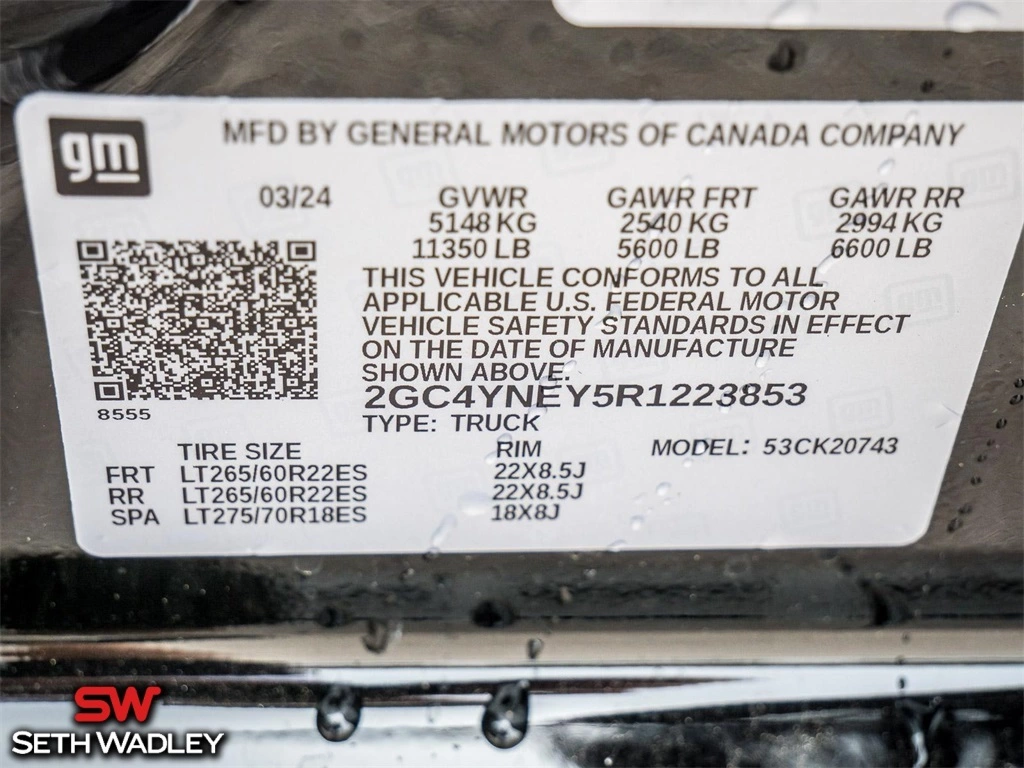 gm
MFD BY GENERAL MOTORS OF CANADA COMPANY
03/24 GVWR GAWR FRT GAWR RR
5148 KG 2540 KG 2994 KG
11350 LB 5600 LB 6600 LB
THIS VEHICLE CONFORMS TO ALL
APPLICABLE U.S. FEDERAL MOTOR
VEHICLE SAFETY STANDARDS IN EFFECT
ON THE DATE OF MANUFACTURE
SHOWN ABOVE.
2GC4YNEY5R1223853
8555
TYPE: TRUCK
TIRE SIZE RIM MODEL: 53CK20743
FRT LT265/60R22ES 22X8.5J
RR LT265/60R22ES 22X8.5J
SPA LT275/70R18ES 18X8J
SW
SETH WADLEY